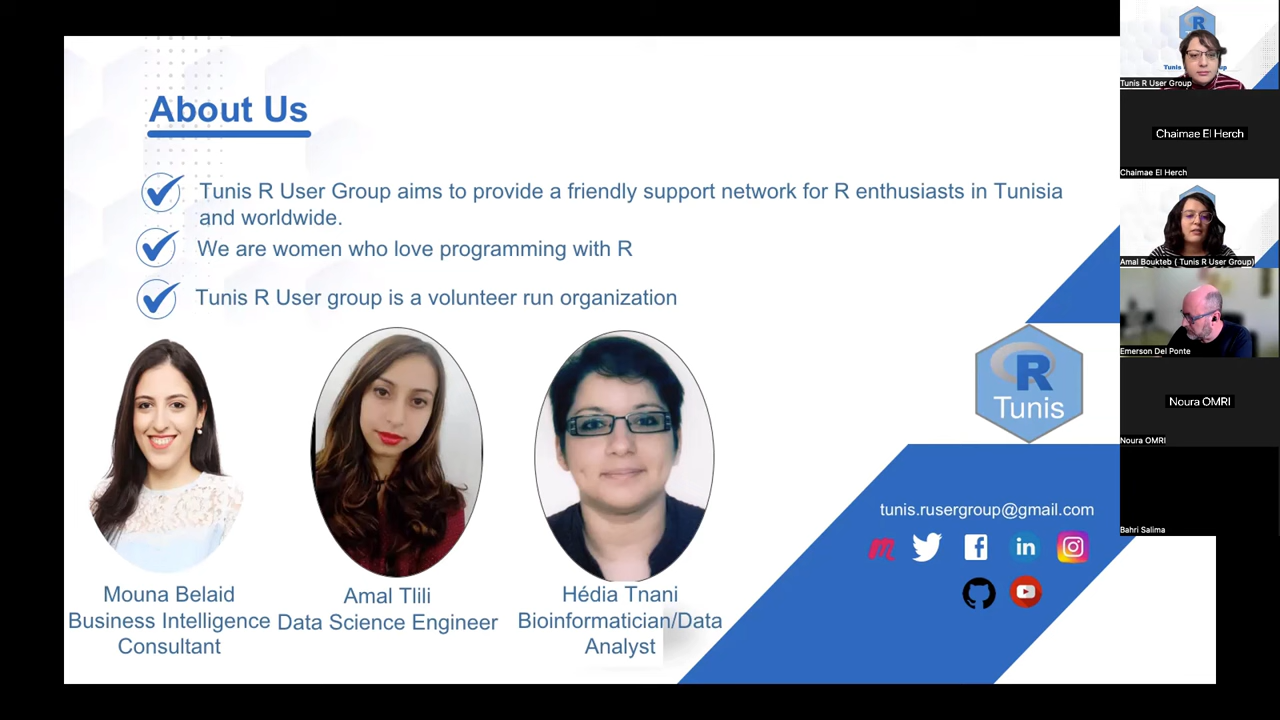 About Us
Tunis R User Group aims to provide a friendly support network for R enthusiasts in Tunisia
and worldwide.
We are women who love programming with R
Tunis R User group is a volunteer run organization
Mouna Belaid
Business Intelligence
Consultant
Amal Tlili
Data Science Engineer
Hédia Tnani
Bioinformatician/Data
Analyst
R
Tunis
tunis.rusergroup@gmail.com
in
R
Tunis R User Group
Chaimae El Herch
Chaimae El Herch
Amal Boukteb ( Tunis R User Group)
Emerson Del Ponte
Noura OMRI
Noura OMRI
Bahri Salima